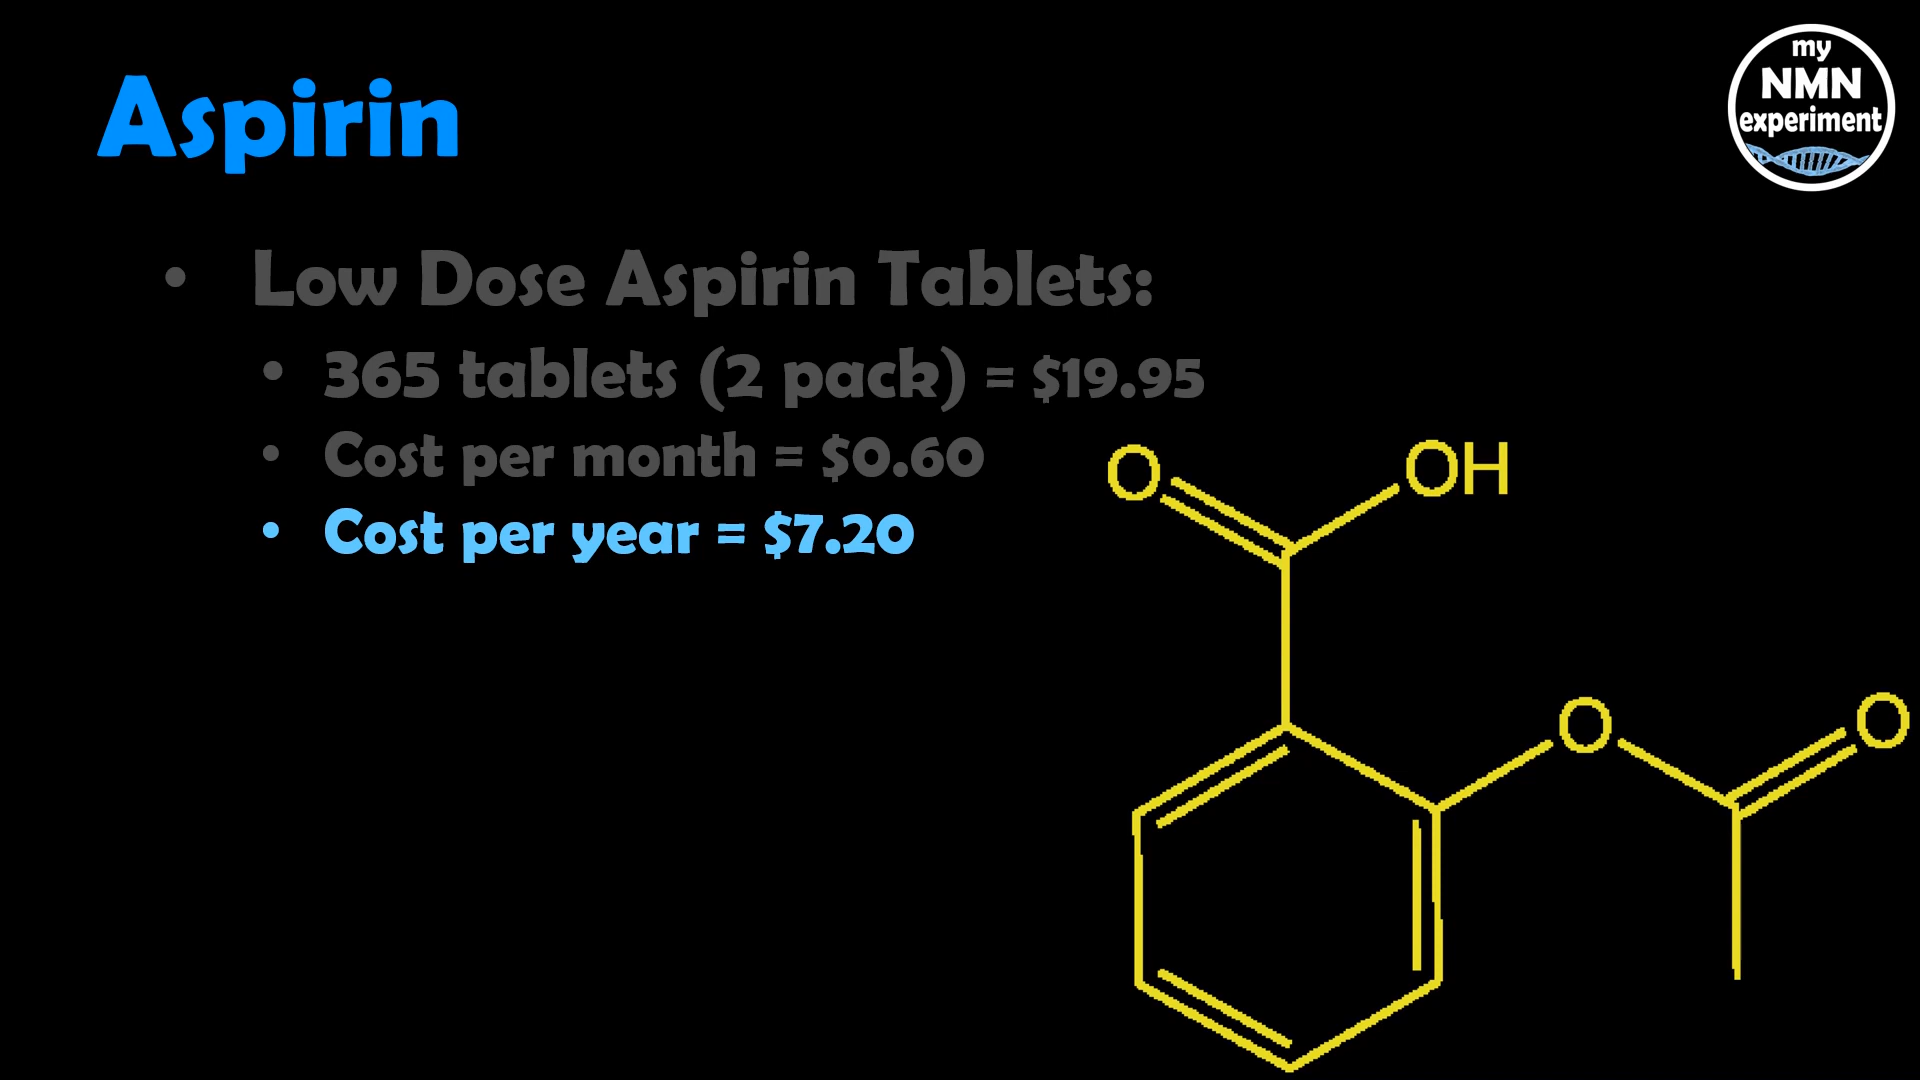 Aspirin
my
NMN
experiment
• Low Dose Aspirin Tablets:
• 365 tablets (2 pack) = $19.95
• Cost per month = $0.60
• Cost per year = $7.20
O
OH
O
O